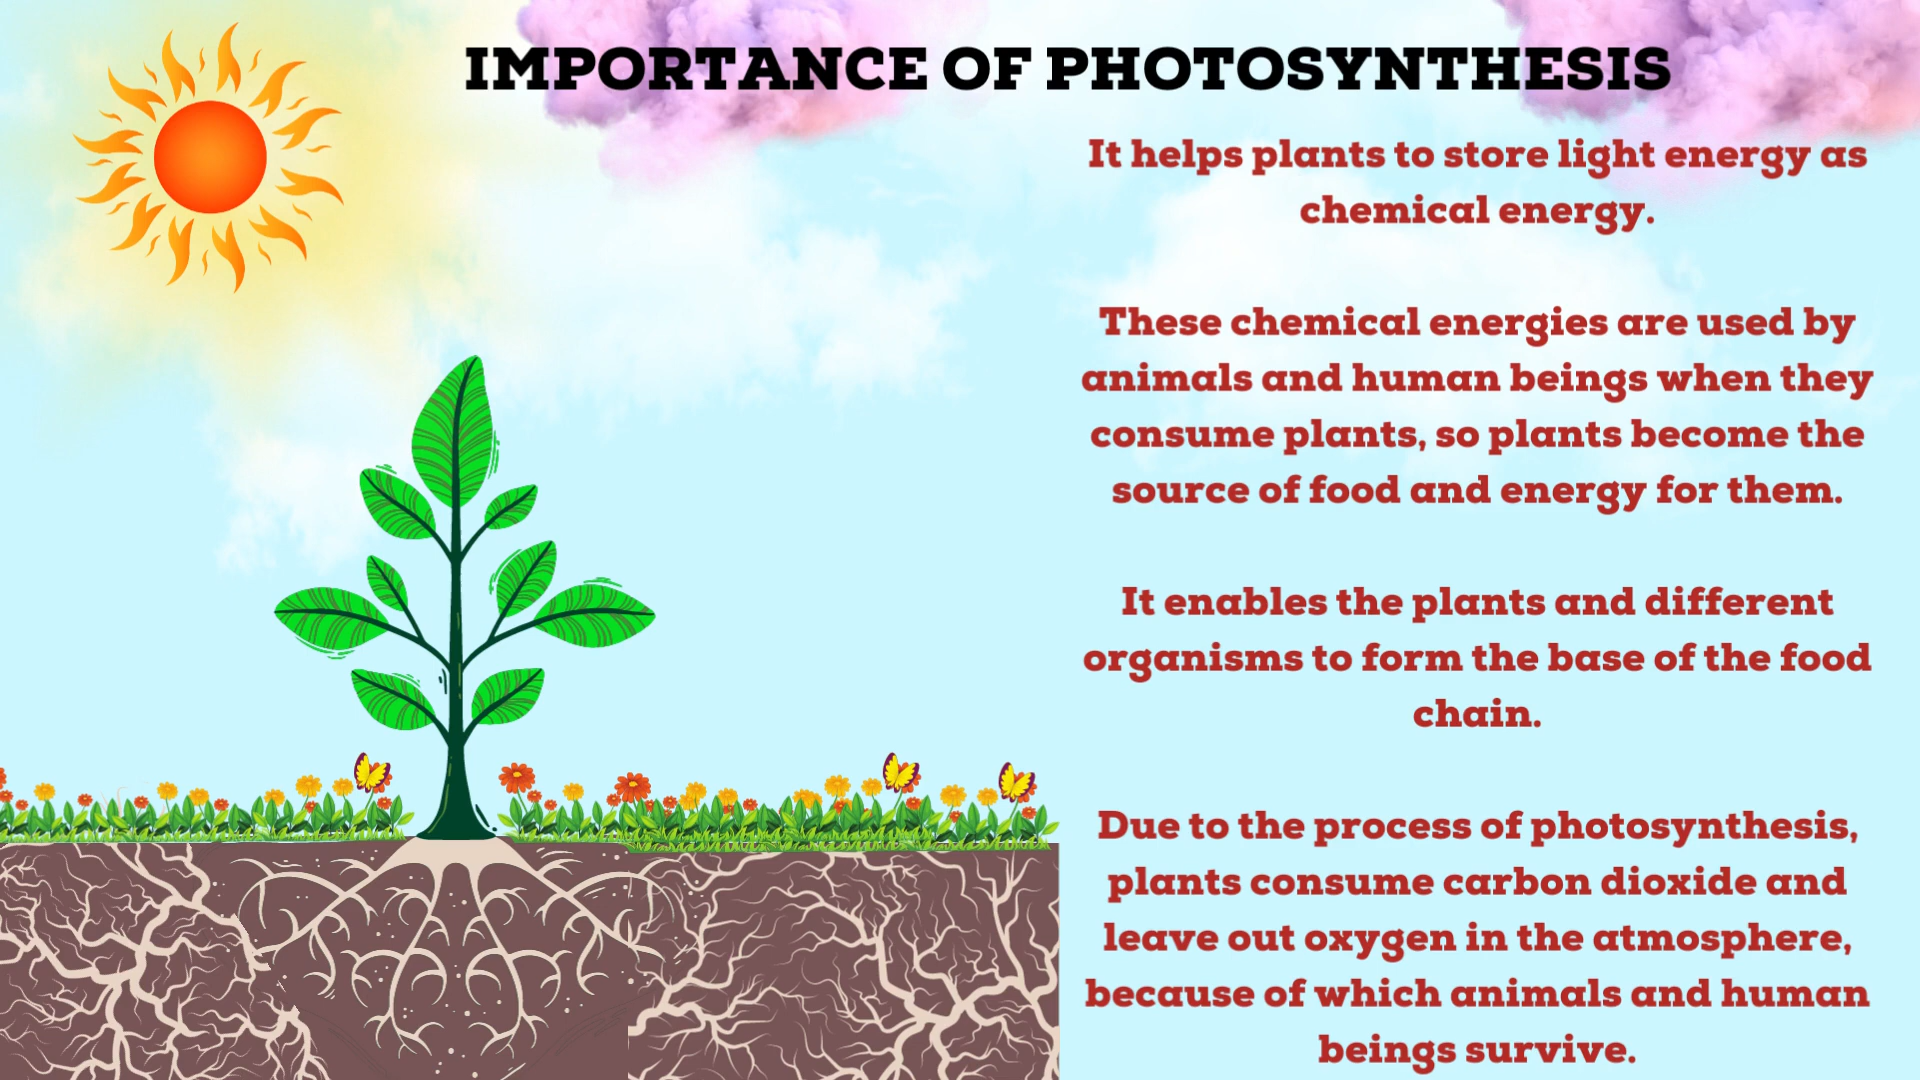 IMPORTANCE OF PHOTOSYNTHESIS
It helps plants to store light energy as
chemical energy.
These chemical energies are used by
animals and human beings when they
consume plants, so plants become the
source of food and energy for them.
It enables the plants and different
organisms to form the base of the food
chain.
Due to the process of photosynthesis,
plants consume carbon dioxide and
leave out oxygen in the atmosphere,
because of which animals and human
beings survive.